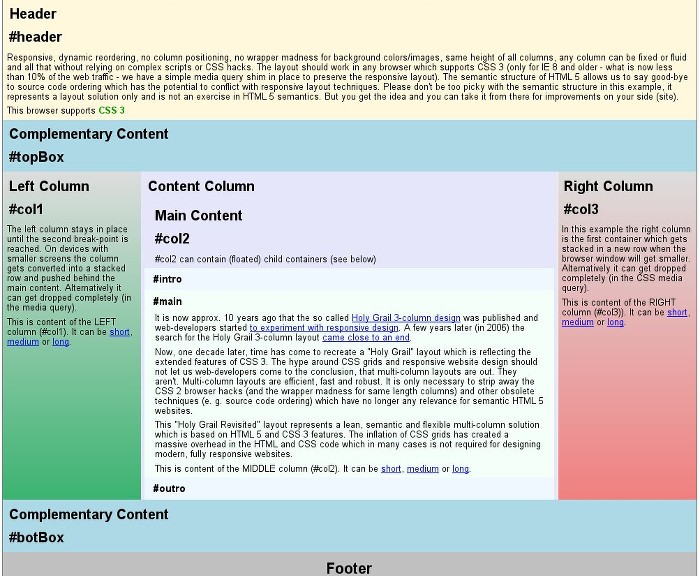 Header
#header
Responsive, dynamic reordering, no column positioning, no wrapper madness for background colors/images, same height of all columns, any column can be fixed or fluid
and all that without relying on complex scripts or CSS hacks. The layout should work in any browser which supports CSS 3 (only for IE 8 and older - what is now less
than 10% of the web traffic - we have a simple media query shim in place to preserve the responsive layout). The semantic structure of HTML 5 allows us to say good-bye
to source code ordering which has the potential to conflict with responsive layout techniques. Please don't be too picky with the semantic structure in this example, it
represents a layout solution only and is not an exercise in HTML 5 semantics. But you get the idea and you can take it from there for improvements on your side (site).
This browser supports CSS 3
Complementary Content
#topBox
Left Column
#col1
The left column stays in place
until the second break-point is
reached. On devices with
smaller screens the column
gets converted into a stacked
row and pushed behind the
main content. Alternatively it
can get dropped completely (in
the media query).
This is content of the LEFT
column (#col1). It can be short,
medium or long.
Content Column
Main Content
#col2
#col2 can contain (floated) child containers (see below)
#intro
#main
It is now approx. 10 years ago that the so called Holy Grail 3-column design was published and
web-developers started to experiment with responsive design. A few years later (in 2006) the
search for the Holy Grail 3-column layout came close to an end.
Now, one decade later, time has come to recreate a "Holy Grail" layout which is reflecting the
extended features of CSS 3. The hype around CSS grids and responsive website design should
not let us web-developers come to the conclusion, that multi-column layouts are out. They
aren't. Multi-column layouts are efficient, fast and robust. It is only necessary to strip away the
CSS 2 browser hacks (and the wrapper madness for same length columns) and other obsolete
techniques (e. g. source code ordering) which have no longer any relevance for semantic HTML 5
websites.
This "Holy Grail Revisited" layout represents a lean, semantic and flexible multi-column solution
which is based on HTML 5 and CSS 3 features. The inflation of CSS grids has created a
massive overhead in the HTML and CSS code which in many cases is not required for designing
modern, fully responsive websites.
This is content of the MIDDLE column (#col2). It can be short, medium or long.
#outro
Right Column
#col3
In this example the right column
is the first container which gets
stacked in a new row when the
browser window will get smaller.
Alternatively it can get dropped
completely (in the CSS media
query).
This is content of the RIGHT
column (#col3)). It can be short,
medium or long.
Complementary Content
#botBox
Footer